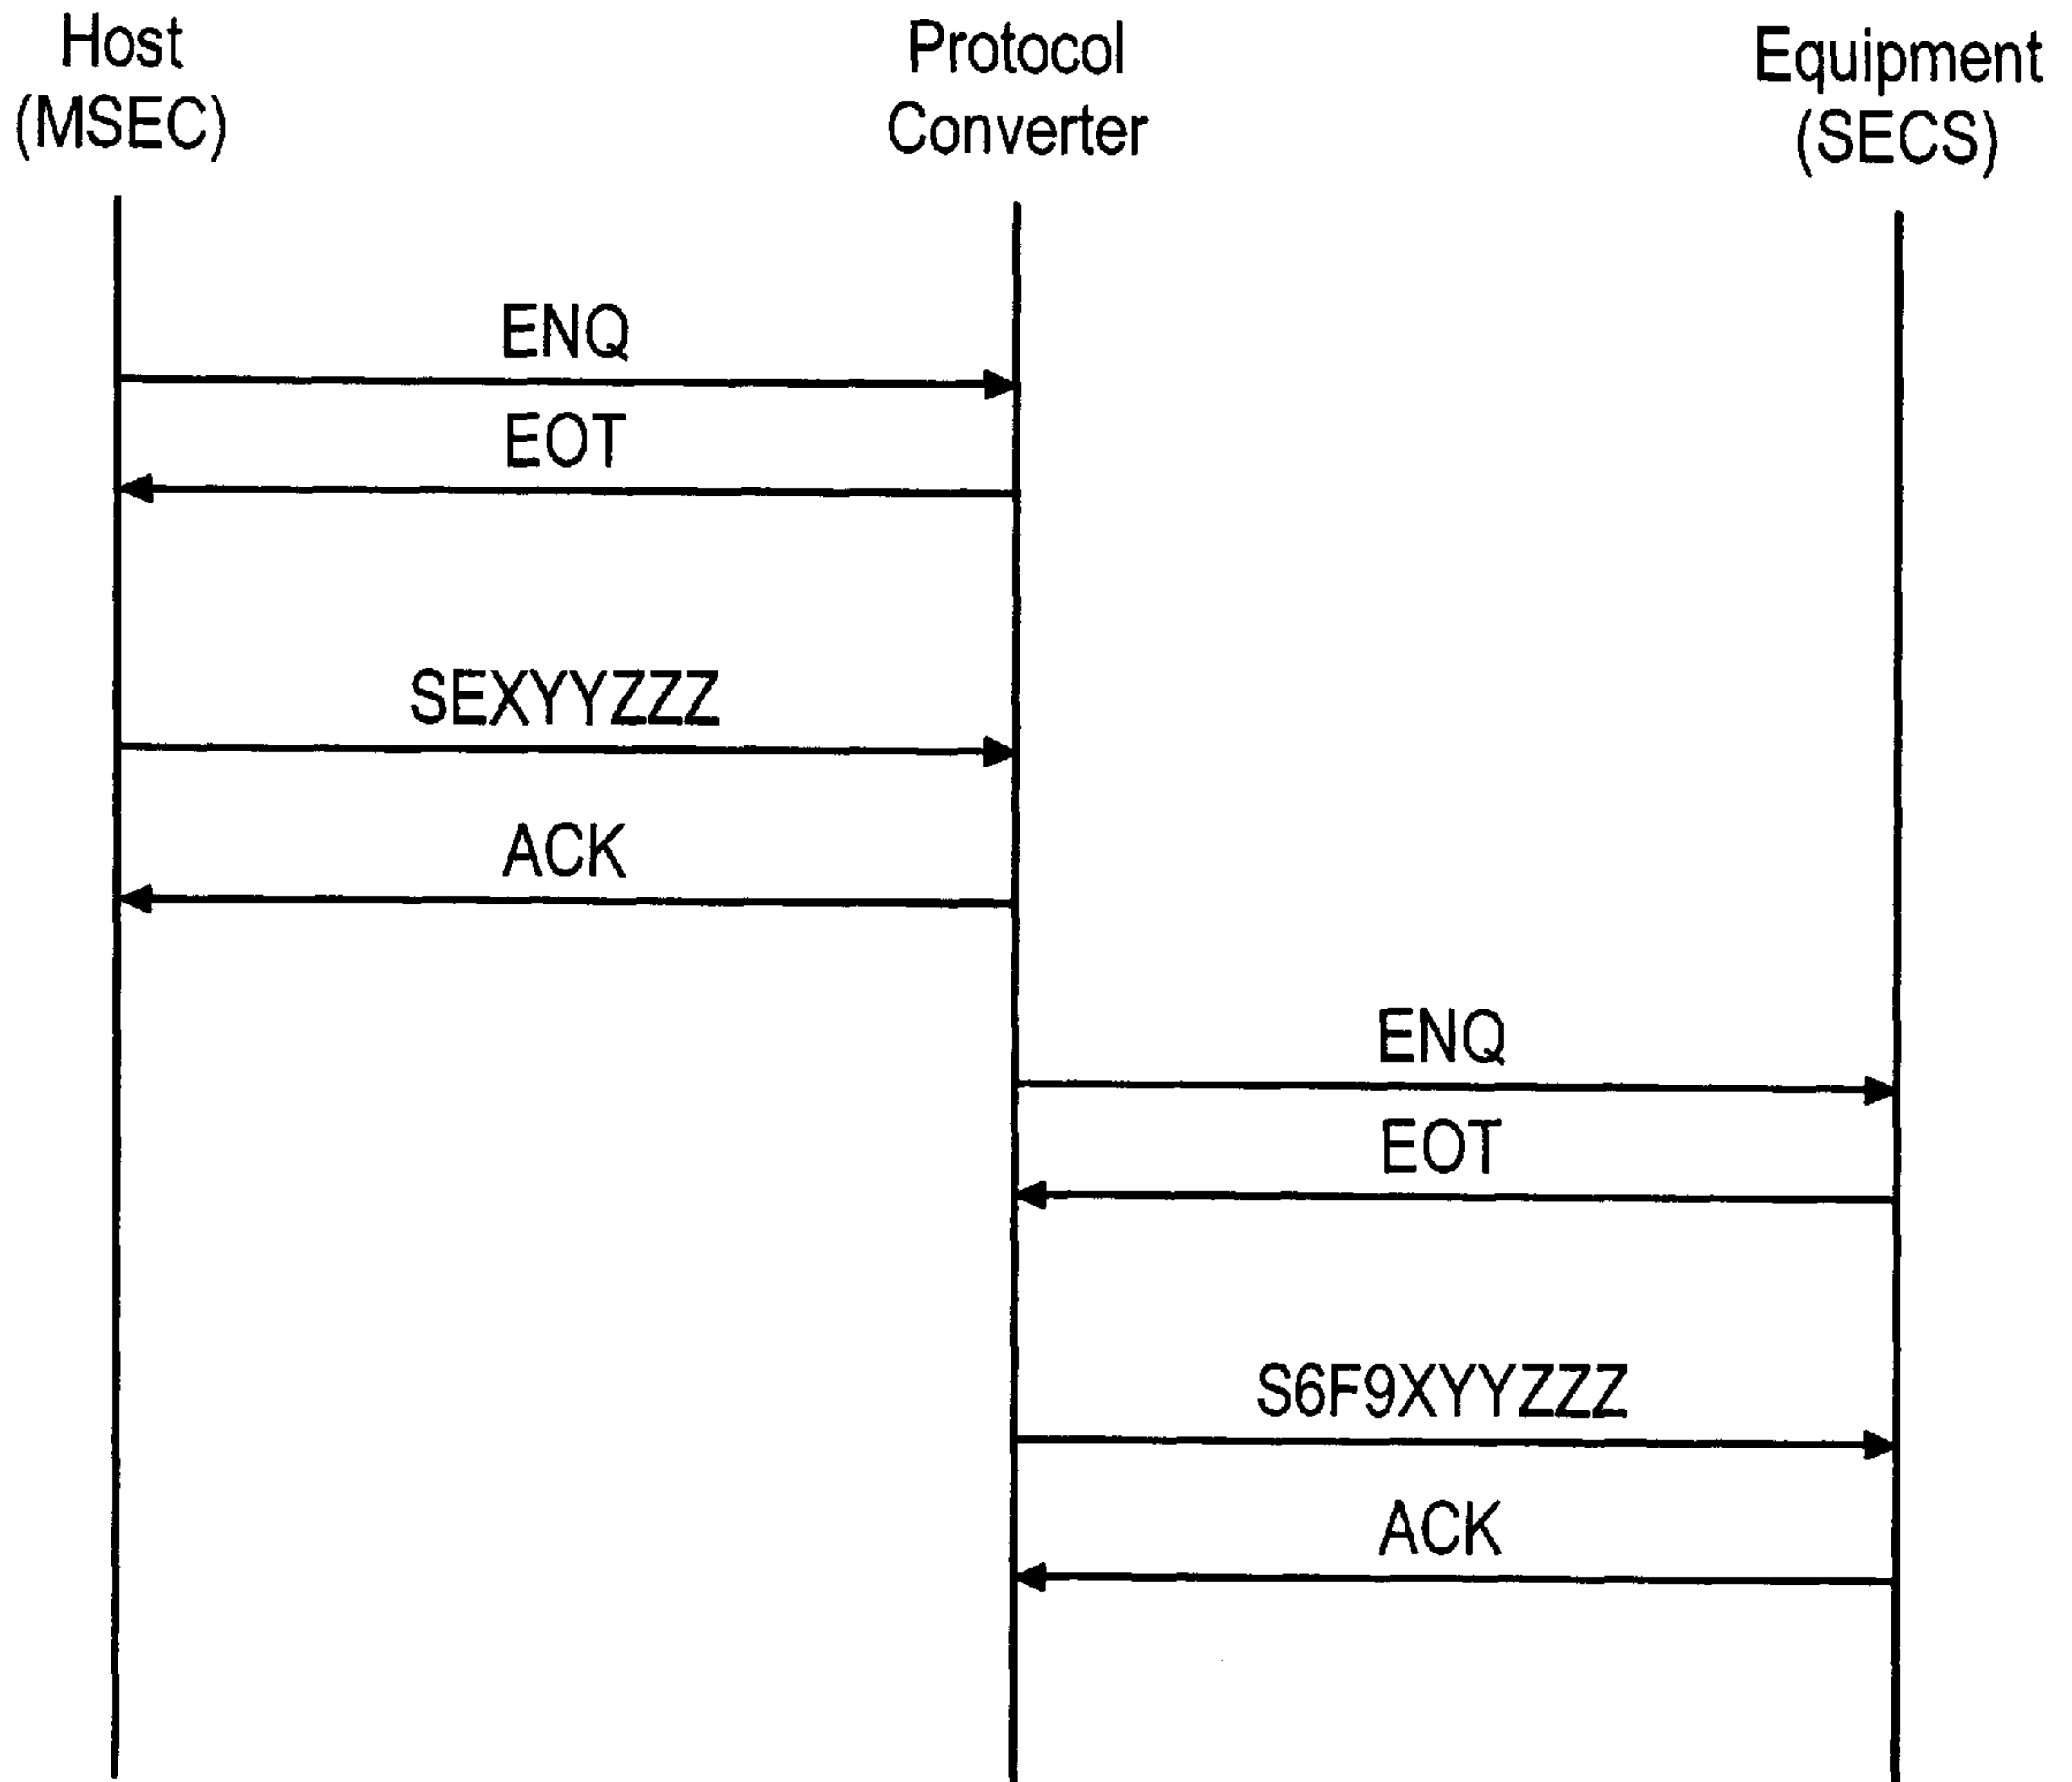 Host
(MSEC)
Protocol
Converter
Equipment
(SECS)
ENQ
EOT
SEXYYZZZ
ACK
ENQ
EOT
S6F9XYYZZZ
ACK